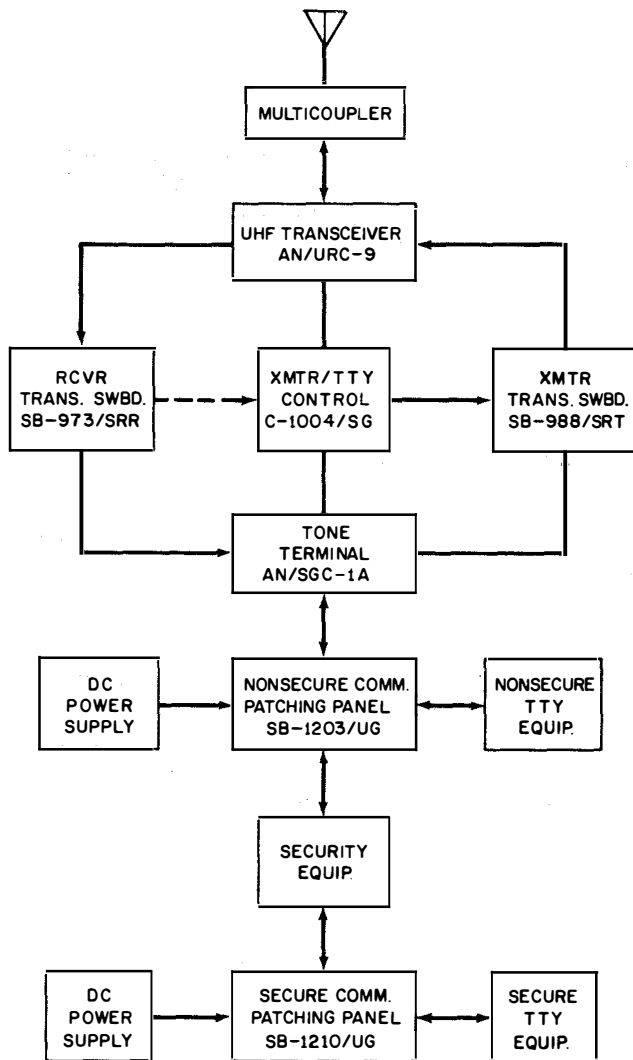 MULTICOUPLER
UHF TRANSCEIVER
AN/URC-9
RCVR
TRANS. SWBD.
SB-973/SRR
XMTR/TTY
CONTROL
C-1004/SG
XMTR
TRANS. SWBD.
SB-988/SRT
TONE
TERMINAL
AN/SGC-1A
DC
POWER
SUPPLY
NONSECURE COMM.
PATCHING PANEL
SB-1203/UG
NONSECURE
TTY
EQUIP.
SECURITY
EQUIP.
DC
POWER
SUPPLY
SECURE COMM.
PATCHING PANEL
SB-1210/UG
SECURE
TTY
EQUIP.